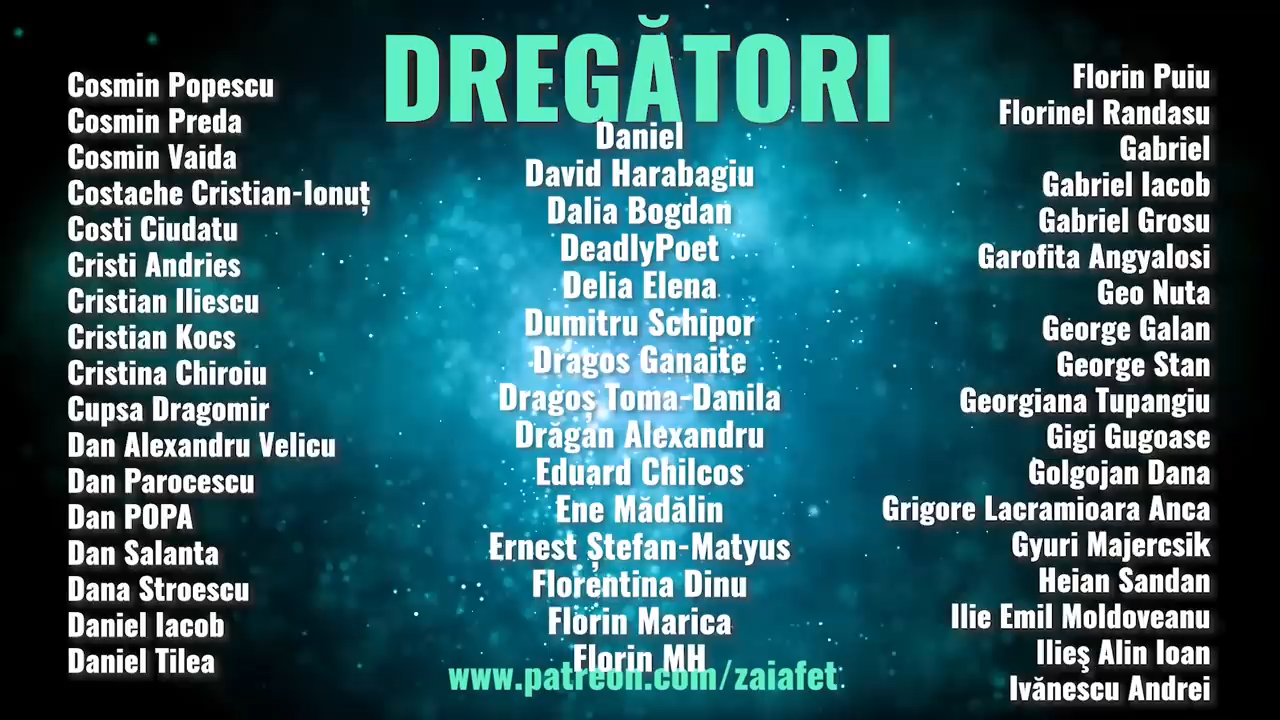 DREGĂTORI
Cosmin Popescu
Cosmin Preda
Cosmin Vaida
Costache Cristian-Ionuț
Costi Ciudatu
Cristi Andries
Cristian Iliescu
Cristian Kocs
Cristina Chiroiu
Cupsa Dragomir
Dan Alexandru Velicu
Dan Parocescu
Dan POPA
Dan Salanta
Dana Stroescu
Daniel Iacob
Daniel Tilea
Daniel
David Harabagiu
Dalia Bogdan
DeadlyPoet
Delia Elena
Dumitru Schipor
Dragos Ganaite
Dragoș Toma-Danila
Drăgan Alexandru
Eduard Chilcos
Ene Mădălin
Ernest Ștefan-Matyus
Florentina Dinu
Florin Marica
Florin MH
Florin Puiu
Florinel Randasu
Gabriel
Gabriel Iacob
Gabriel Grosu
Garofita Angyalosi
Geo Nuta
George Galan
George Stan
Georgiana Tupangiu
Gigi Gugoase
Golgojan Dana
Grigore Lacramioara Anca
Gyuri Majercsik
Heian Sandan
Ilie Emil Moldoveanu
Ilieş Alin Ioan
Ivănescu Andrei
www.patreon.com/zaiafet